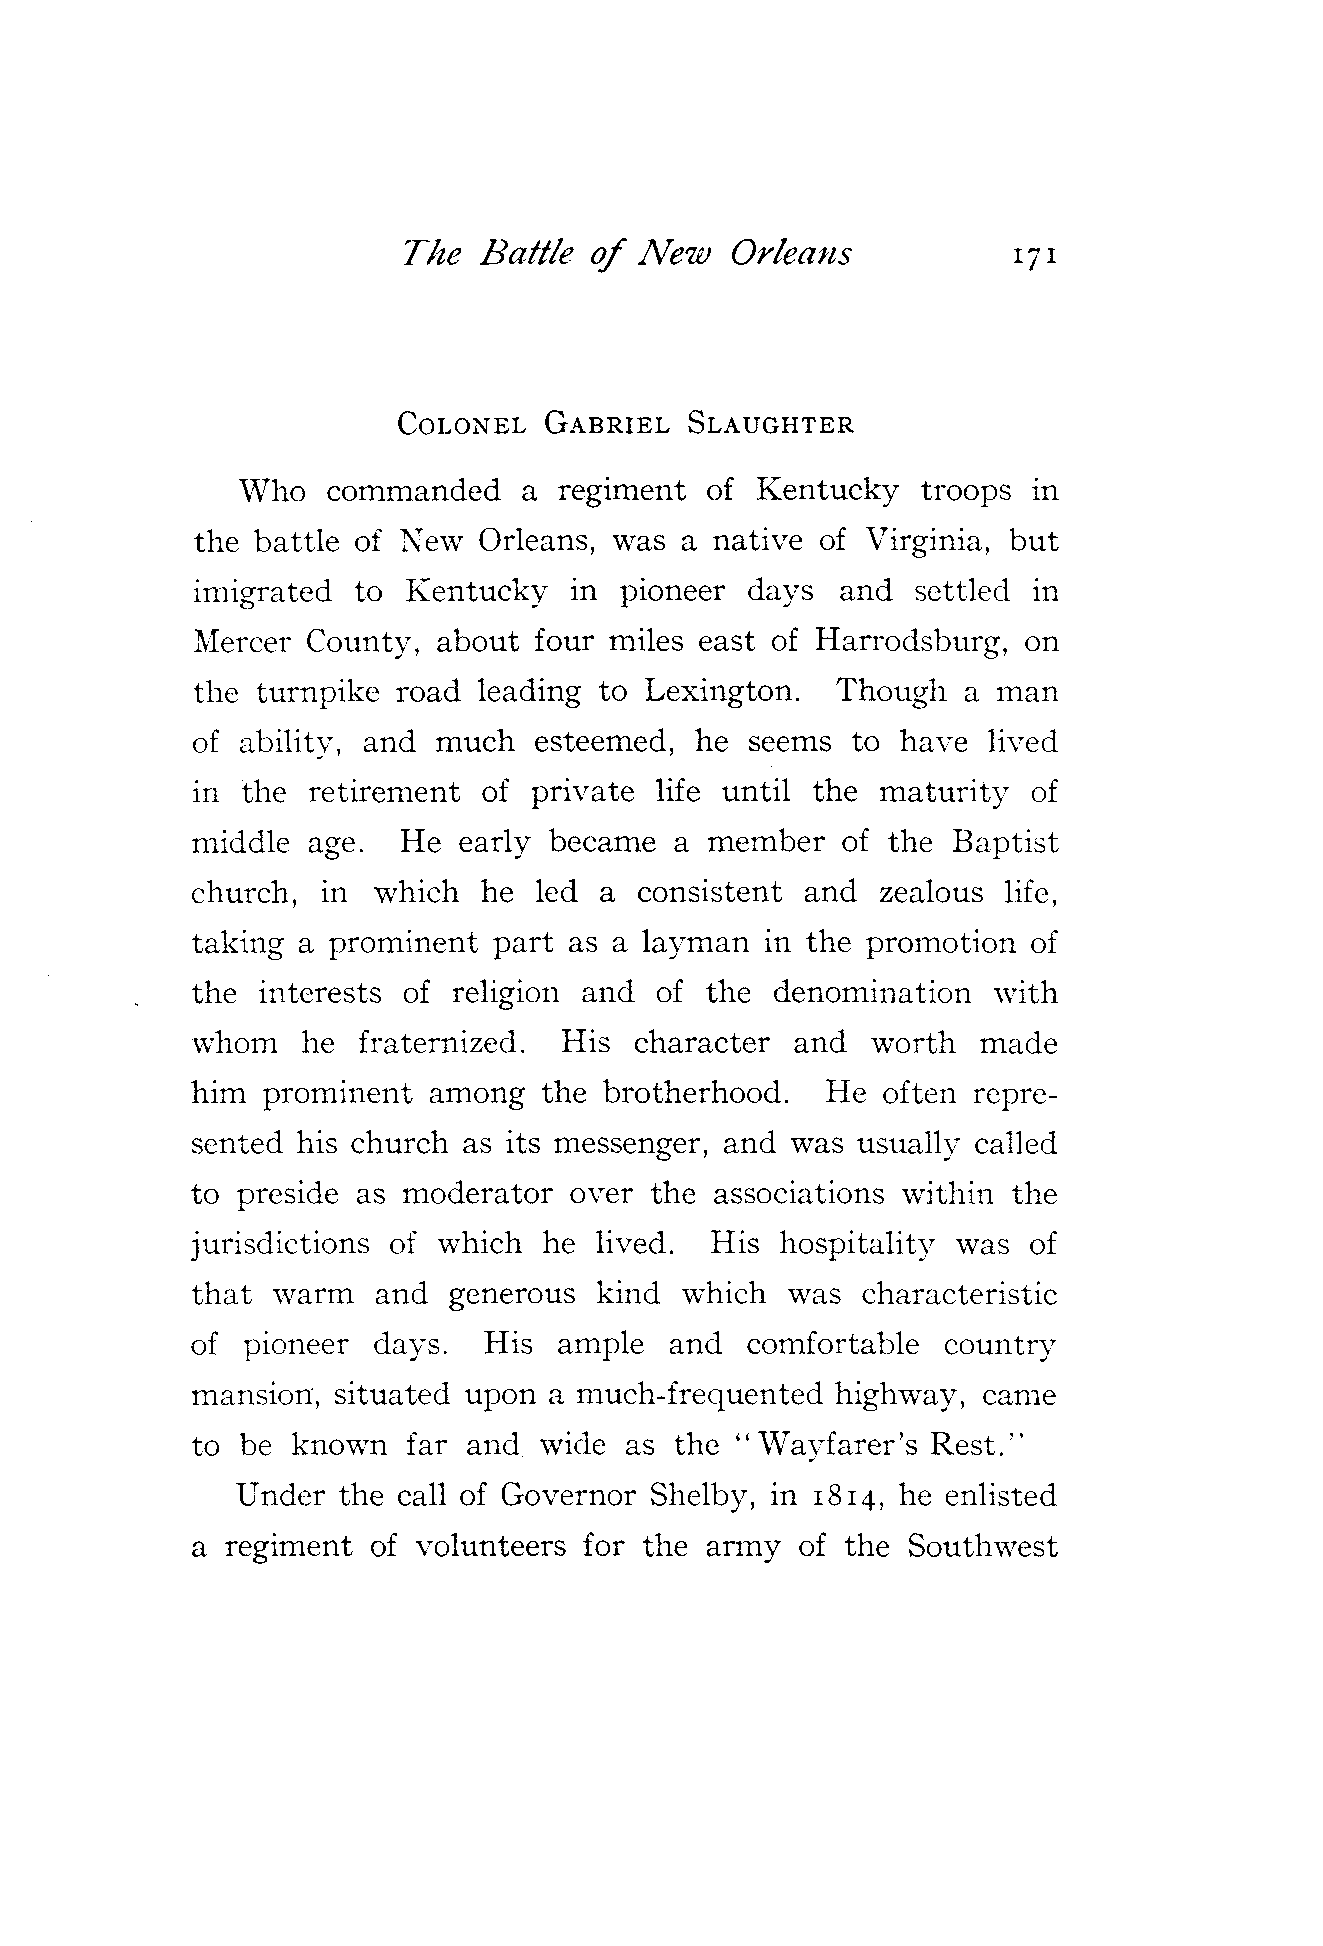 The Battle of New Orleans 171
COLONEL GABRIEL SLAUGHTER
Who commanded a regiment of Kentucky troops in
the battle of New Orleans, was a native of Virginia, but
imigrated to Kentucky in pioneer days and settled in
Mercer County, about four miles east of Harrodsburg, on
the turnpike road leading to Lexington. Though a man
of ability, and much esteemed, he seems to have lived
in the retirement of private life until the maturity of
middle age. He early became a member of the Baptist
church, in which he led a consistent and zealous life,
taking a prominent part as a layman in the promotion of
the interests of religion and of the denomination with
whom he fraternized. His character and worth made
him prominent among the brotherhood. He often repre-
sented his church as its messenger, and was usually called
to preside as moderator over the associations within the
jurisdictions of which he lived. His hospitality was of
that warm and generous kind which was characteristic
of pioneer days. His ample and comfortable country
mansion, situated upon a much-frequented highway, came
to be known far and wide as the "Wayfarer's Rest."
Under the call of Governor Shelby, in 1814, he enlisted
a regiment of volunteers for the army of the Southwest